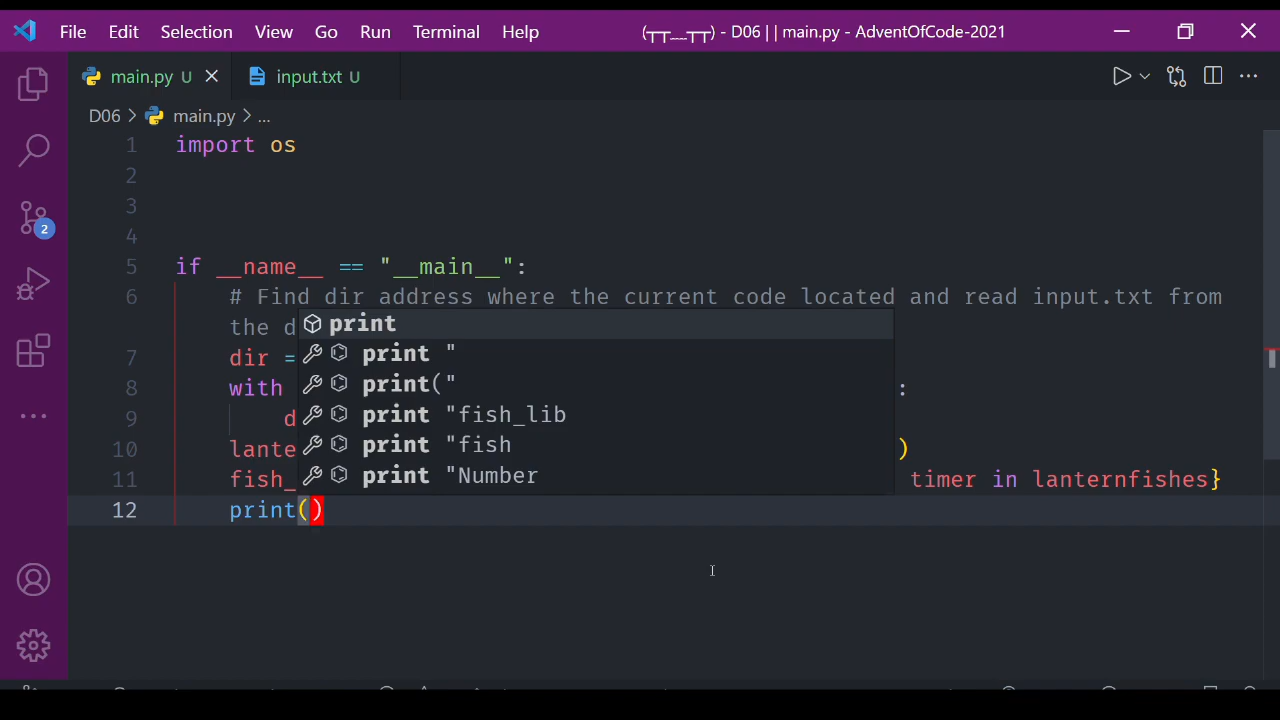 File Edit Selection View Go Run Terminal Help (┬┬﹏┬┬) - D06 | | main.py - AdventOfCode-2021
main.py U input.txt U
D06 > main.py > ...
1 import os
2
3
4
5 if __name__ == "__main__":
6 # Find dir address where the current code located and read input.txt from
the d
print
7 dir =
print "
8 with :
print("
9 d
print "fish_lib
10 lante )
print "fish
11 fish_ timer in lanternfishes}
print "Number
12 print()
2